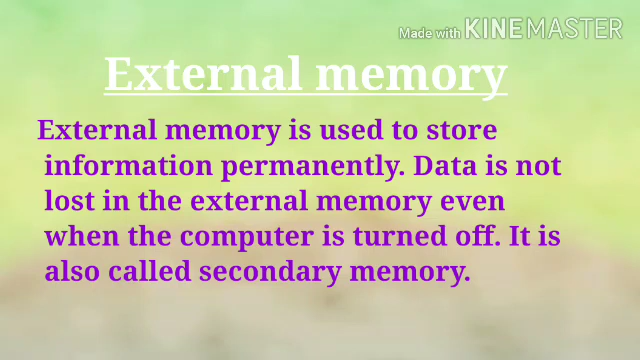 Made with KINEMASTER
External memory
External memory is used to store
information permanently. Data is not
lost in the external memory even
when the computer is turned off. It is
also called secondary memory.